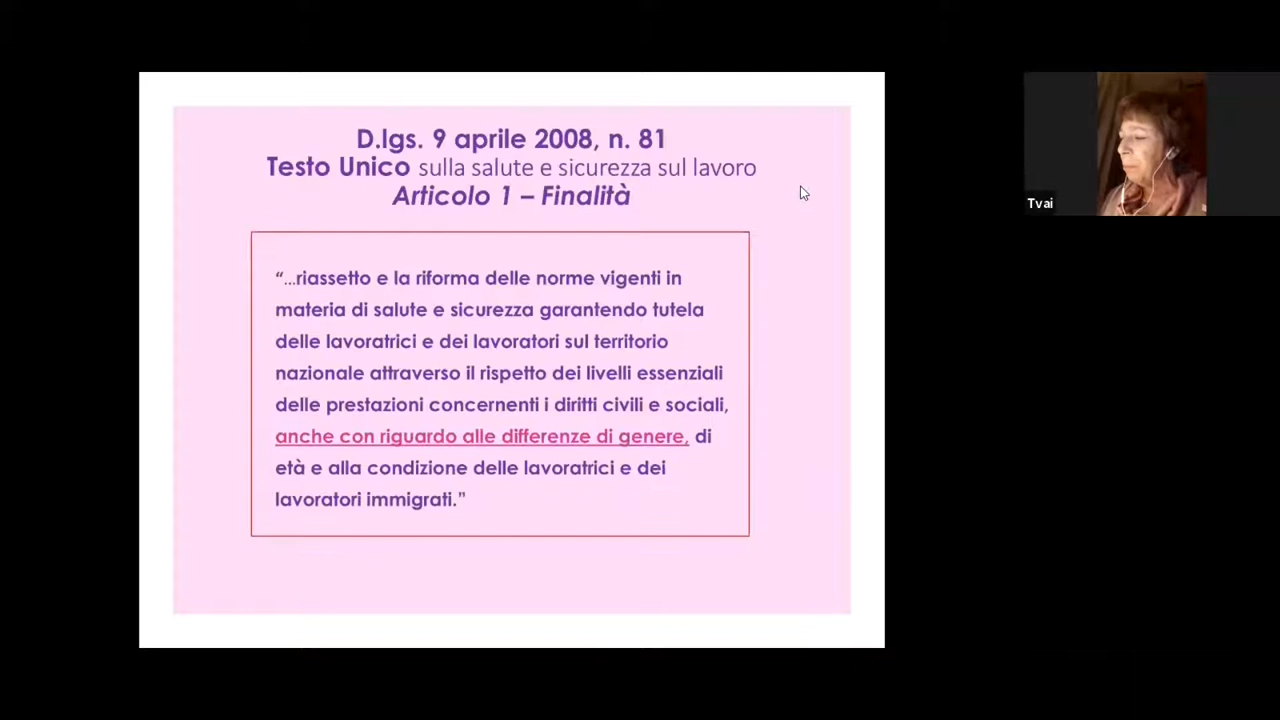 D.lgs. 9 aprile 2008, n. 81
Testo Unico sulla salute e sicurezza sul lavoro
Articolo 1 – Finalità
“...riassetto e la riforma delle norme vigenti in
materia di salute e sicurezza garantendo tutela
delle lavoratrici e dei lavoratori sul territorio
nazionale attraverso il rispetto dei livelli essenziali
delle prestazioni concernenti i diritti civili e sociali,
anche con riguardo alle differenze di genere, di
età e alla condizione delle lavoratrici e dei
lavoratori immigrati.”
Tvai